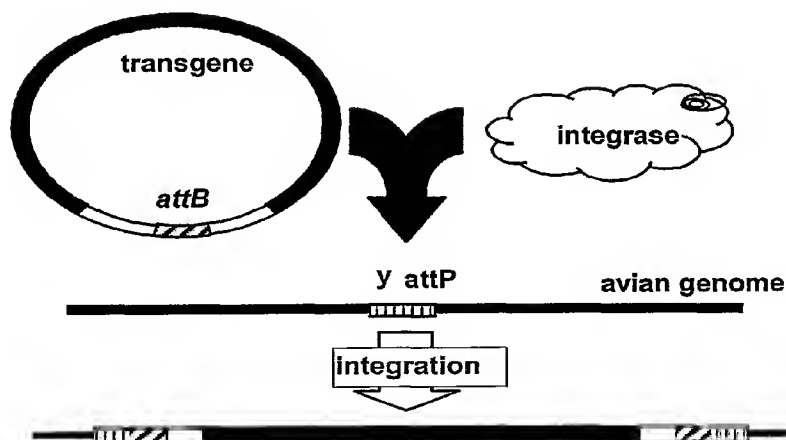 transgene
integrase
attB
y attP
avian genome
integration